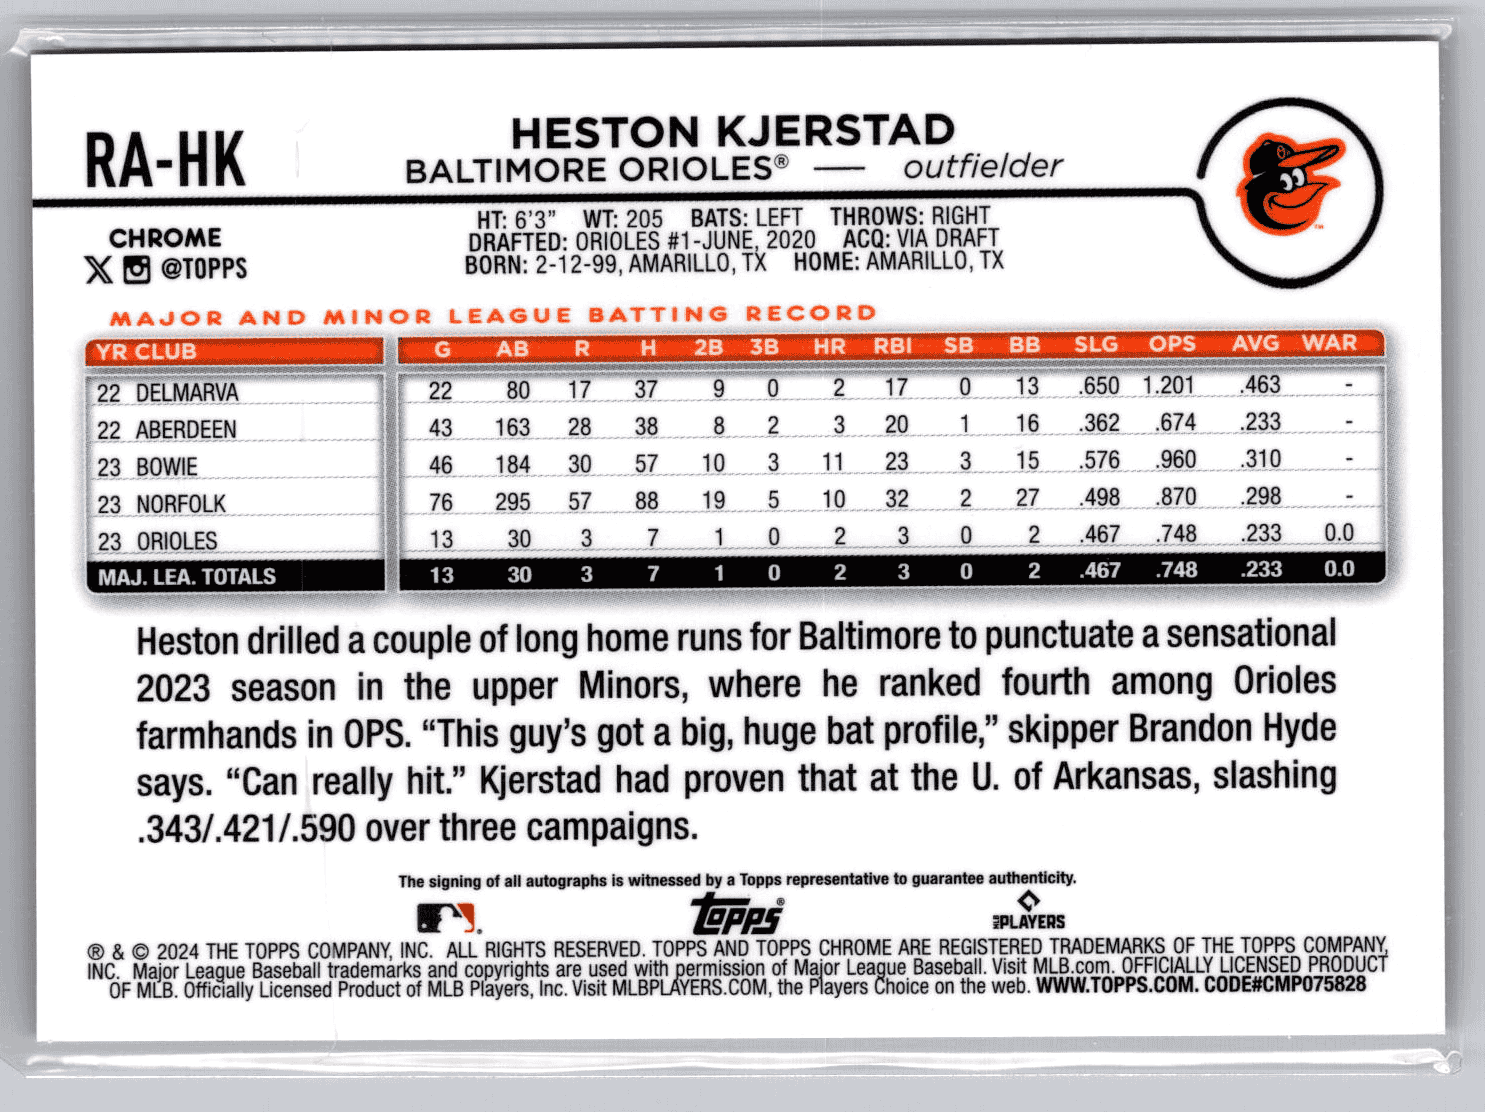 RA-HK
HESTON KJERSTAD
BALTIMORE ORIOLES® — outfielder
CHROME
@TOPPS
HT: 6'3" WT: 205 BATS: LEFT THROWS: RIGHT
DRAFTED: ORIOLES #1-JUNE, 2020 ACQ: VIA DRAFT
BORN: 2-12-99, AMARILLO, TX HOME: AMARILLO, TX
MAJOR AND MINOR LEAGUE BATTING RECORD
YR CLUB G AB R H 2B 3B HR RBI SB BB SLG OPS AVG WAR
22 DELMARVA 22 80 17 37 9 0 2 17 0 13 .650 1.201 .463 -
22 ABERDEEN 43 163 28 38 8 2 3 20 1 16 .362 .674 .233 -
23 BOWIE 46 184 30 57 10 3 11 23 3 15 .576 .960 .310 -
23 NORFOLK 76 295 57 88 19 5 10 32 2 27 .498 .870 .298 -
23 ORIOLES 13 30 3 7 1 0 2 3 0 2 .467 .748 .233 0.0
MAJ. LEA. TOTALS 13 30 3 7 1 0 2 3 0 2 .467 .748 .233 0.0
Heston drilled a couple of long home runs for Baltimore to punctuate a sensational
2023 season in the upper Minors, where he ranked fourth among Orioles
farmhands in OPS. “This guy’s got a big, huge bat profile,” skipper Brandon Hyde
says. “Can really hit.” Kjerstad had proven that at the U. of Arkansas, slashing
.343/.421/.590 over three campaigns.
The signing of all autographs is witnessed by a Topps representative to guarantee authenticity.
Topps®
MLB PLAYERS
® & © 2024 THE TOPPS COMPANY, INC. ALL RIGHTS RESERVED. TOPPS AND TOPPS CHROME ARE REGISTERED TRADEMARKS OF THE TOPPS COMPANY,
INC. Major League Baseball trademarks and copyrights are used with permission of Major League Baseball. Visit MLB.com. OFFICIALLY LICENSED PRODUCT
OF MLB. Officially Licensed Product of MLB Players, Inc. Visit MLBPLAYERS.COM, the Players Choice on the web. WWW.TOPPS.COM. CODE#CMP075828